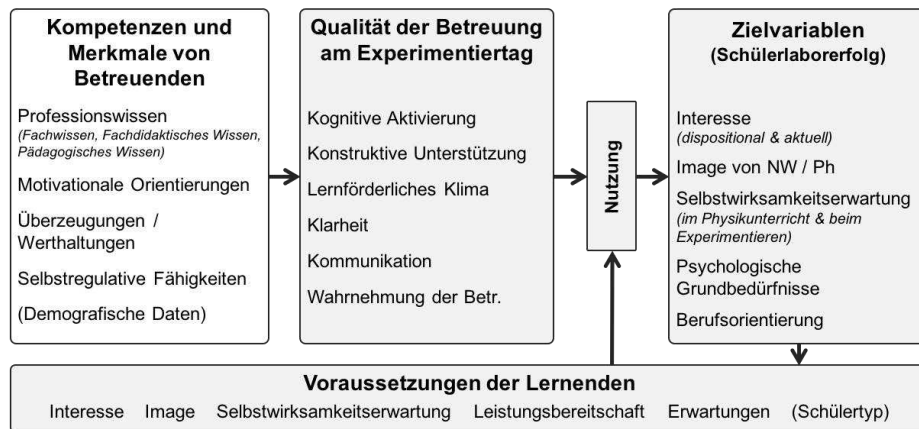 Kompetenzen und
Merkmale von
Betreuenden
Professionswissen
(Fachwissen, Fachdidaktisches Wissen,
Pädagogisches Wissen)
Motivationale Orientierungen
Überzeugungen /
Werthaltungen
Selbstregulative Fähigkeiten
(Demografische Daten)
Qualität der Betreuung
am Experimentiertag
Kognitive Aktivierung
Konstruktive Unterstützung
Lernförderliches Klima
Klarheit
Kommunikation
Wahrnehmung der Betr.
Nutzung
Zielvariablen
(Schülerlaborerfolg)
Interesse
(dispositional & aktuell)
Image von NW / Ph
Selbstwirksamkeitserwartung
(im Physikunterricht & beim
Experimentieren)
Psychologische
Grundbedürfnisse
Berufsorientierung
Voraussetzungen der Lernenden
Interesse Image Selbstwirksamkeitserwartung Leistungsbereitschaft Erwartungen (Schülertyp)